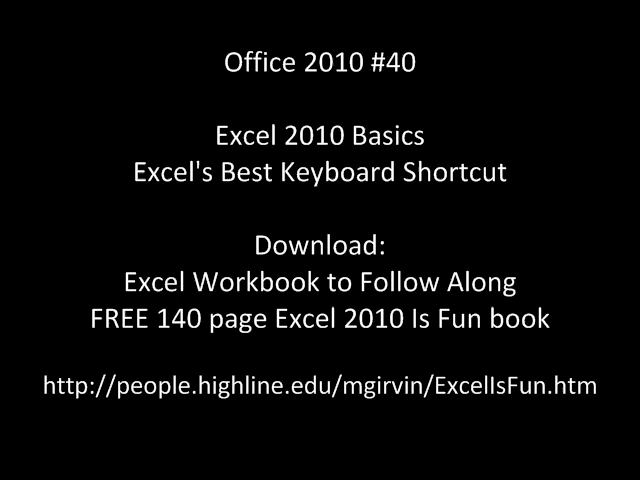 Office 2010 #40
Excel 2010 Basics
Excel's Best Keyboard Shortcut
Download:
Excel Workbook to Follow Along
FREE 140 page Excel 2010 Is Fun book
http://people.highline.edu/mgirvin/ExcelIsFun.htm